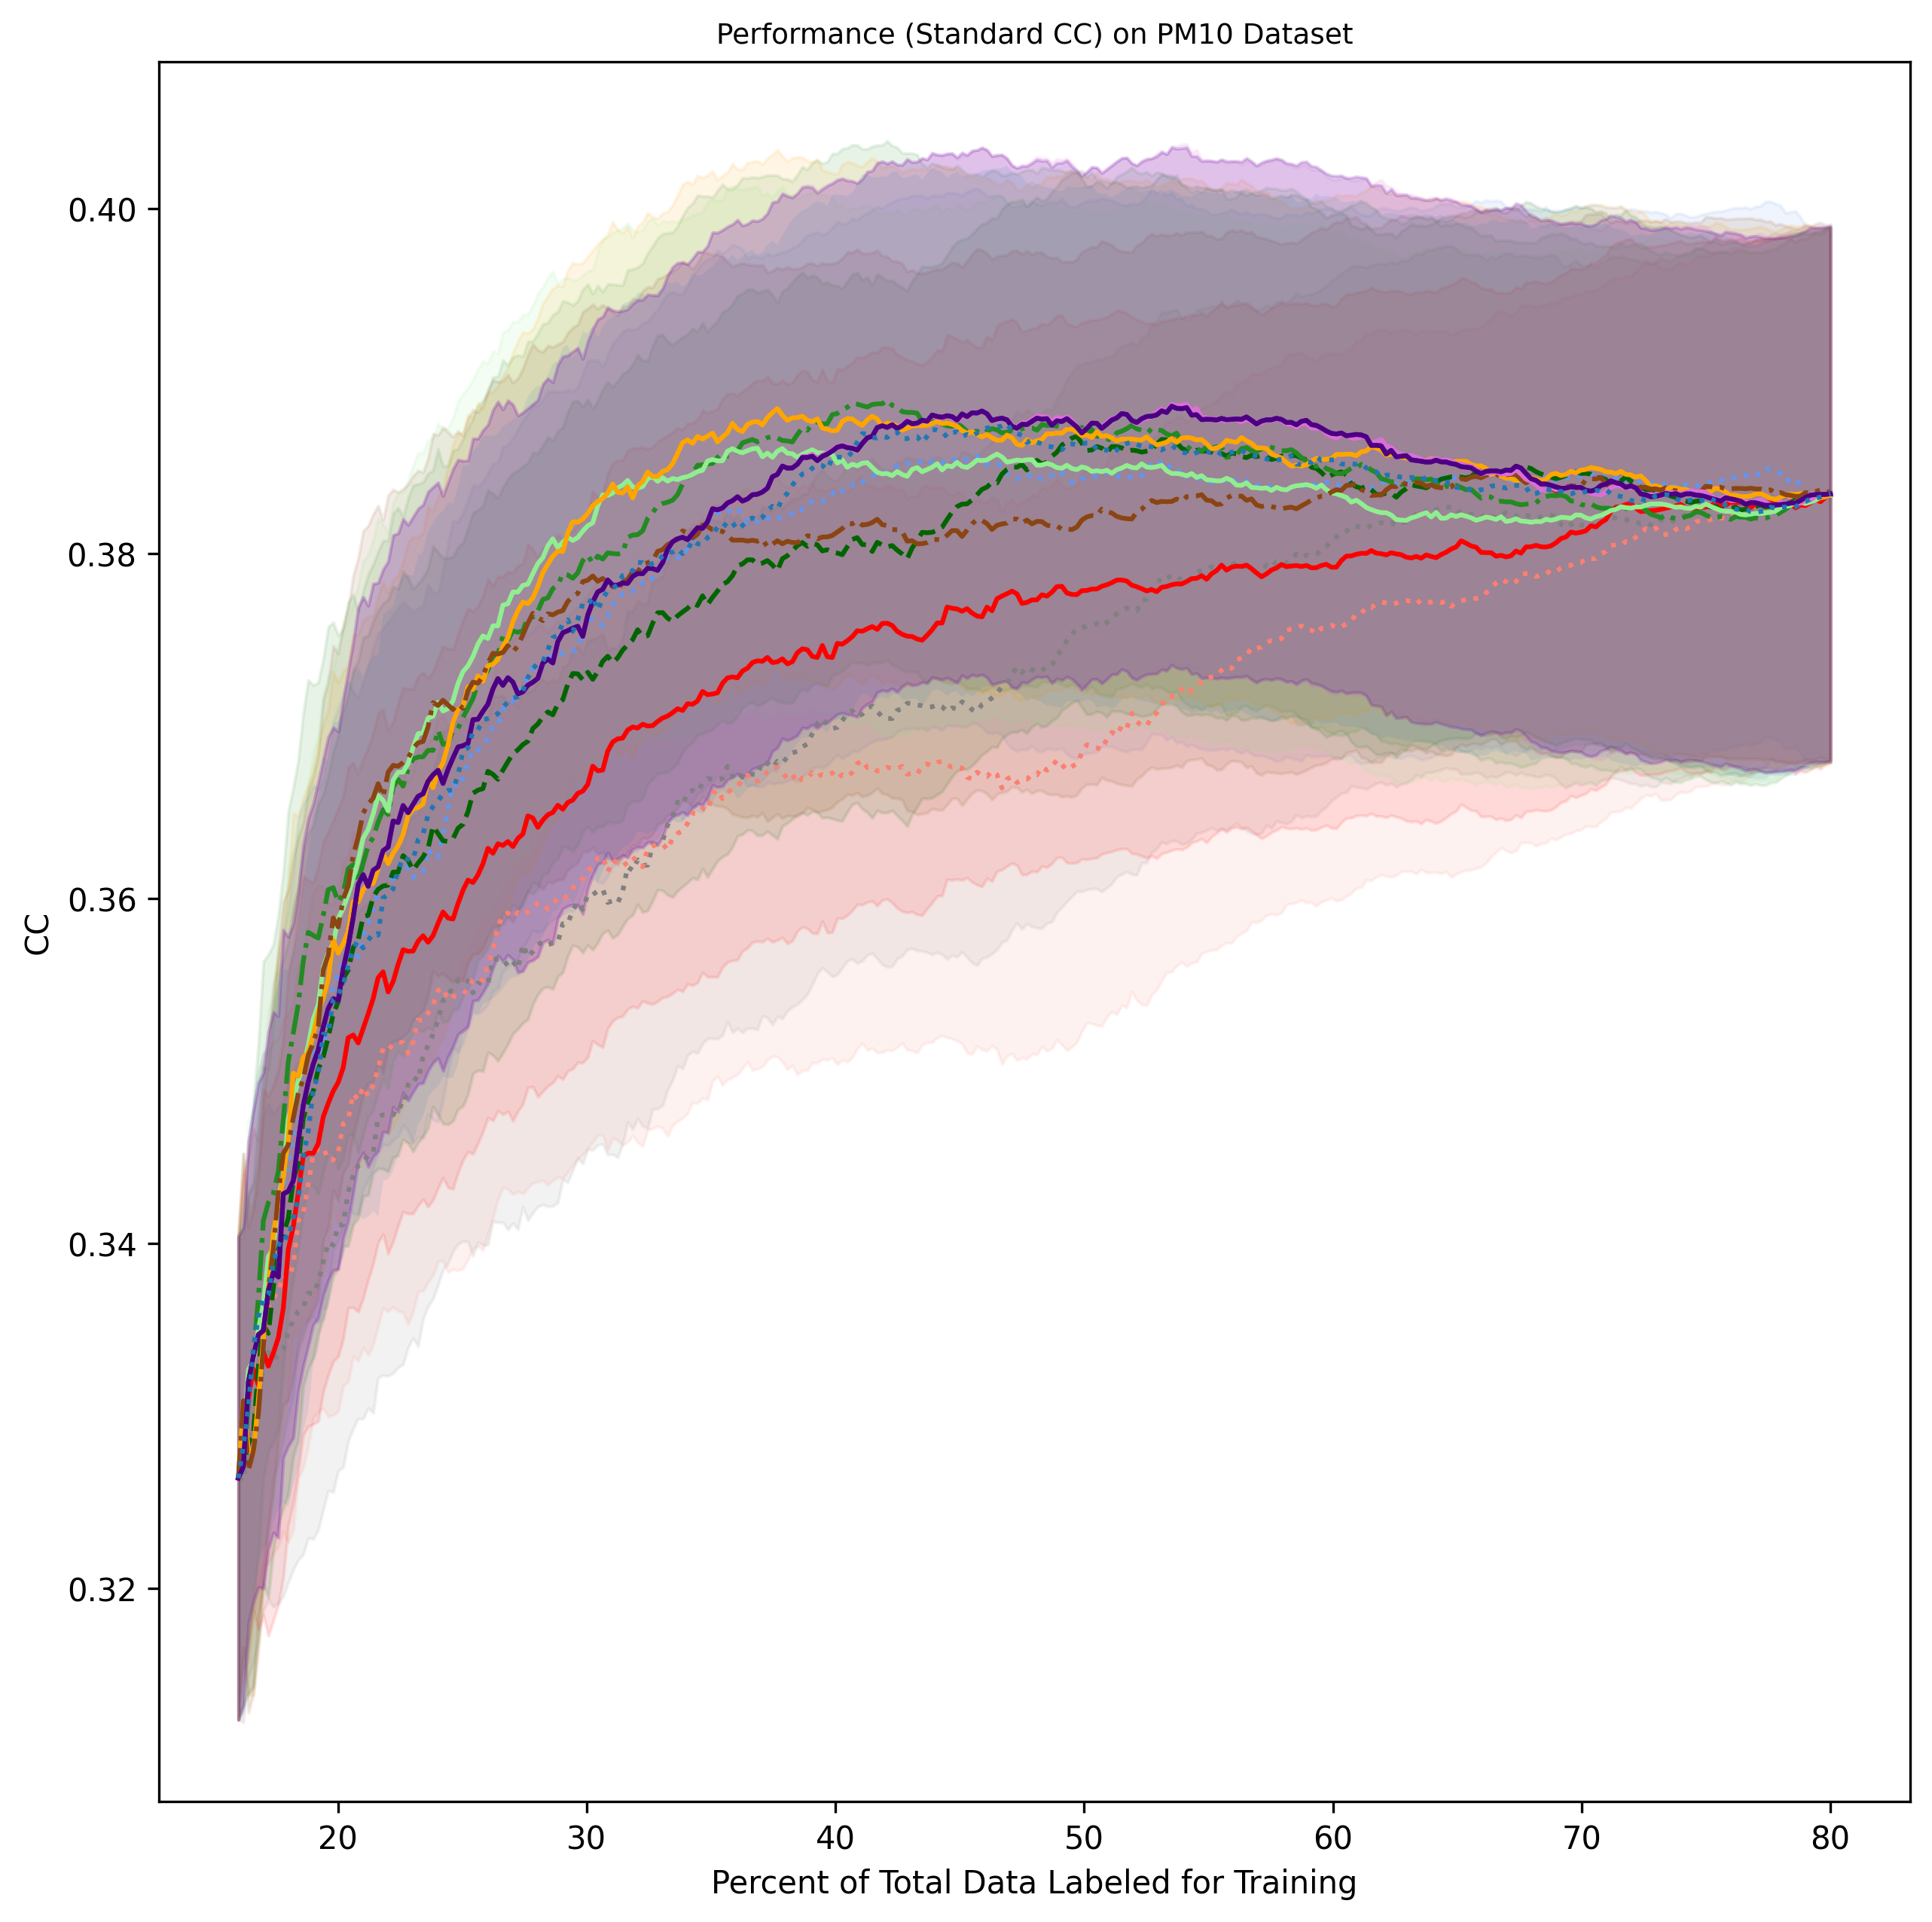 Performance (Standard CC) on PM10 Dataset
0.40
0.38
0.36
0.34
0.32
CC
20 30 40 50 60 70 80
Percent of Total Data Labeled for Training